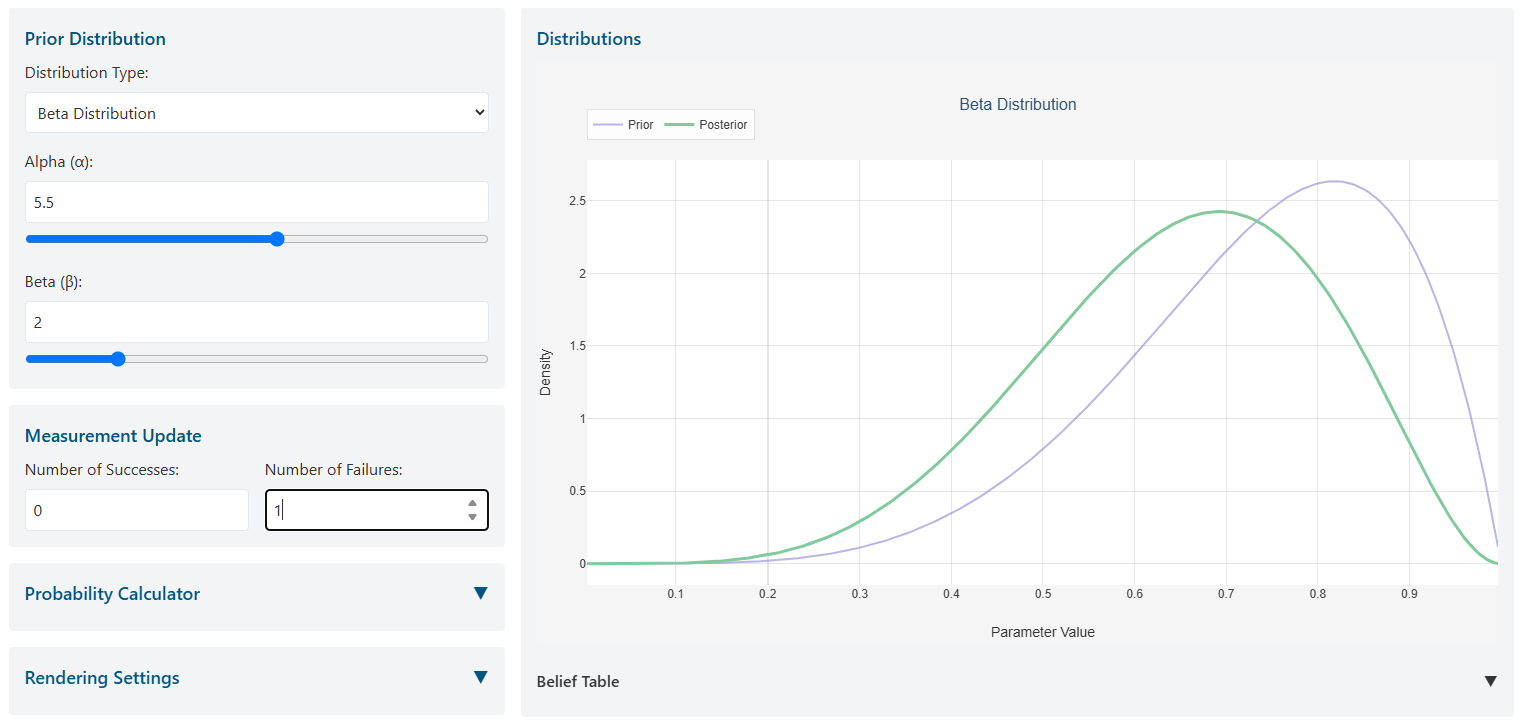 Prior Distribution
Distribution Type:
Beta Distribution
Alpha (α):
5.5
Beta (β):
2
Measurement Update
Number of Successes:
Number of Failures:
0
1
Probability Calculator
Rendering Settings
Distributions
Beta Distribution
Prior
Posterior
2.5
2
1.5
1
0.5
0
Density
0.1
0.2
0.3
0.4
0.5
0.6
0.7
0.8
0.9
Parameter Value
Belief Table